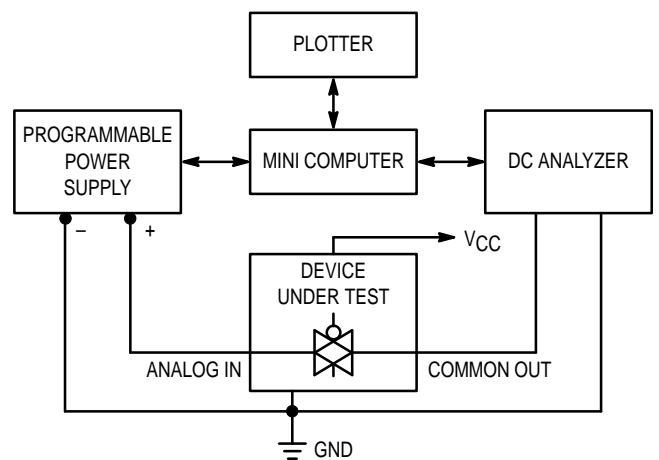 PLOTTER
PROGRAMMABLE
POWER
SUPPLY
MINI COMPUTER
DC ANALYZER
– +
VCC
DEVICE
UNDER TEST
ANALOG IN
COMMON OUT
GND